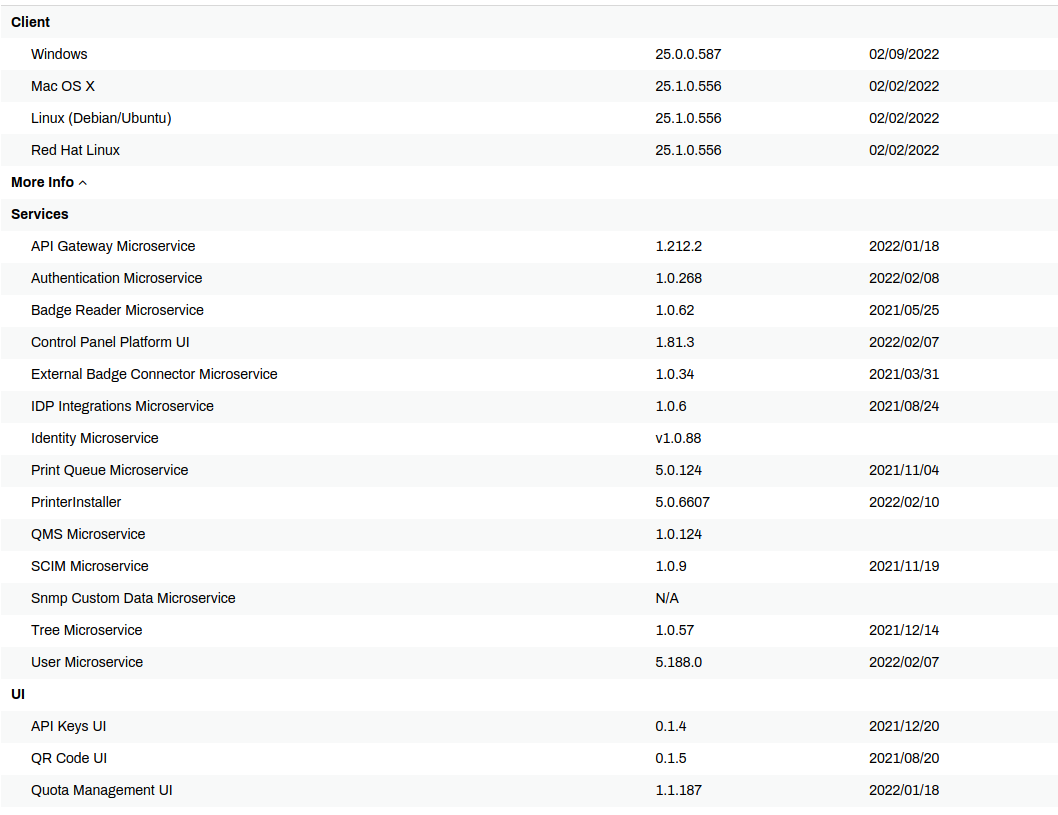 Client
Windows 25.0.0.587 02/09/2022
Mac OS X 25.1.0.556 02/02/2022
Linux (Debian/Ubuntu) 25.1.0.556 02/02/2022
Red Hat Linux 25.1.0.556 02/02/2022
More Info
Services
API Gateway Microservice 1.212.2 2022/01/18
Authentication Microservice 1.0.268 2022/02/08
Badge Reader Microservice 1.0.62 2021/05/25
Control Panel Platform UI 1.81.3 2022/02/07
External Badge Connector Microservice 1.0.34 2021/03/31
IDP Integrations Microservice 1.0.6 2021/08/24
Identity Microservice v1.0.88
Print Queue Microservice 5.0.124 2021/11/04
PrinterInstaller 5.0.6607 2022/02/10
QMS Microservice 1.0.124
SCIM Microservice 1.0.9 2021/11/19
Snmp Custom Data Microservice N/A
Tree Microservice 1.0.57 2021/12/14
User Microservice 5.188.0 2022/02/07
UI
API Keys UI 0.1.4 2021/12/20
QR Code UI 0.1.5 2021/08/20
Quota Management UI 1.1.187 2022/01/18